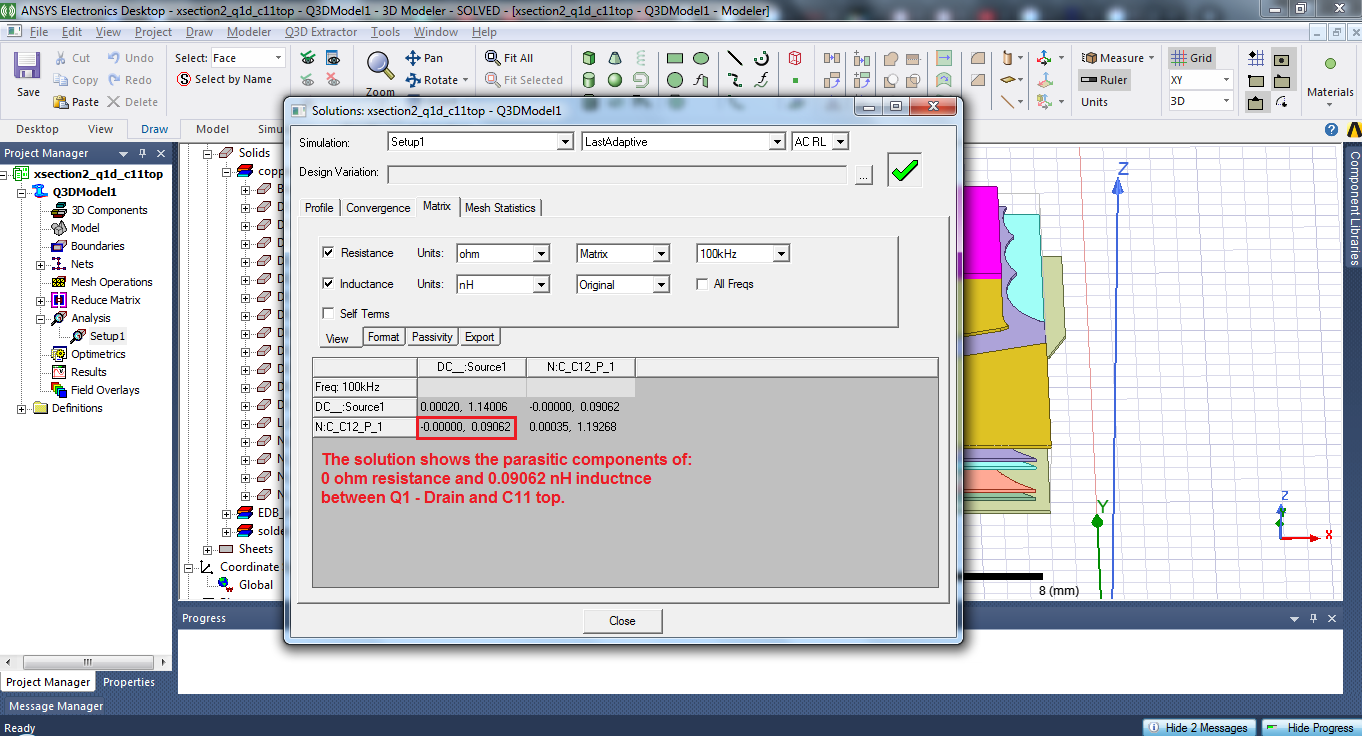 ANSYS Electronics Desktop - xsection2_q1d_c11top - Q3DModel1 - 3D Modeler - SOLVED - [xsection2_q1d_c11top - Q3DModel1 - Modeler]
File Edit View Project Draw Modeler Q3D Extractor Tools Window Help
Save
Cut
Copy
Paste
Undo
Redo
Delete
Select: Face
Select by Name
Zoom
Pan
Rotate
Fit All
Fit Selected
Measure
Ruler
Units
Grid
XY
3D
Materials
Desktop View Draw Model Simu
Project Manager
xsection2_q1d_c11top
Q3DModel1
3D Components
Model
Boundaries
Nets
Mesh Operations
Reduce Matrix
Analysis
Setup1
Optimetrics
Results
Field Overlays
Definitions
Project Manager Properties
Solids
copp
EDB_
solde
Sheets
Coordinate
Global
Solutions: xsection2_q1d_c11top - Q3DModel1
Simulation: Setup1 LastAdaptive AC RL
Design Variation: ...
Profile Convergence Matrix Mesh Statistics
Resistance Units: ohm Matrix 100kHz
Inductance Units: nH Original All Freqs
Self Terms
View Format Passivity Export
DC__:Source1 N:C_C12_P_1
Freq: 100kHz
DC__:Source1 0.00020, 1.14006 -0.00000, 0.09062
N:C_C12_P_1 -0.00000, 0.09062 0.00035, 1.19268
The solution shows the parasitic components of:
0 ohm resistance and 0.09062 nH inductnce
between Q1 - Drain and C11 top.
Close
Component Libraries
Z
Y
Z
X
8 (mm)
Progress
Message Manager
Ready
Hide 2 Messages Hide Progress